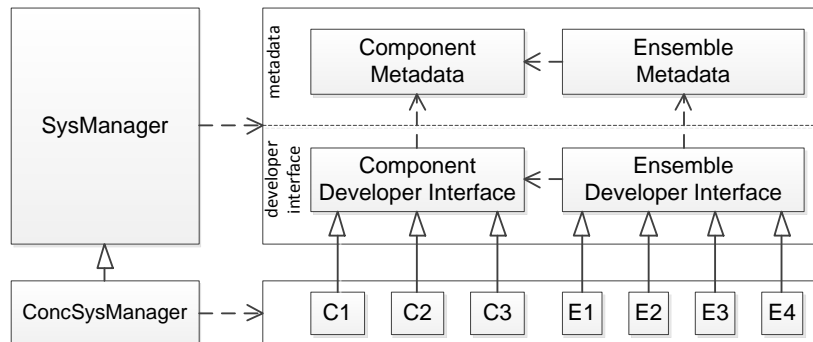 SysManager
metadata
Component
Metadata
Ensemble
Metadata
developer
interface
Component
Developer Interface
Ensemble
Developer Interface
ConcSysManager
C1
C2
C3
E1
E2
E3
E4